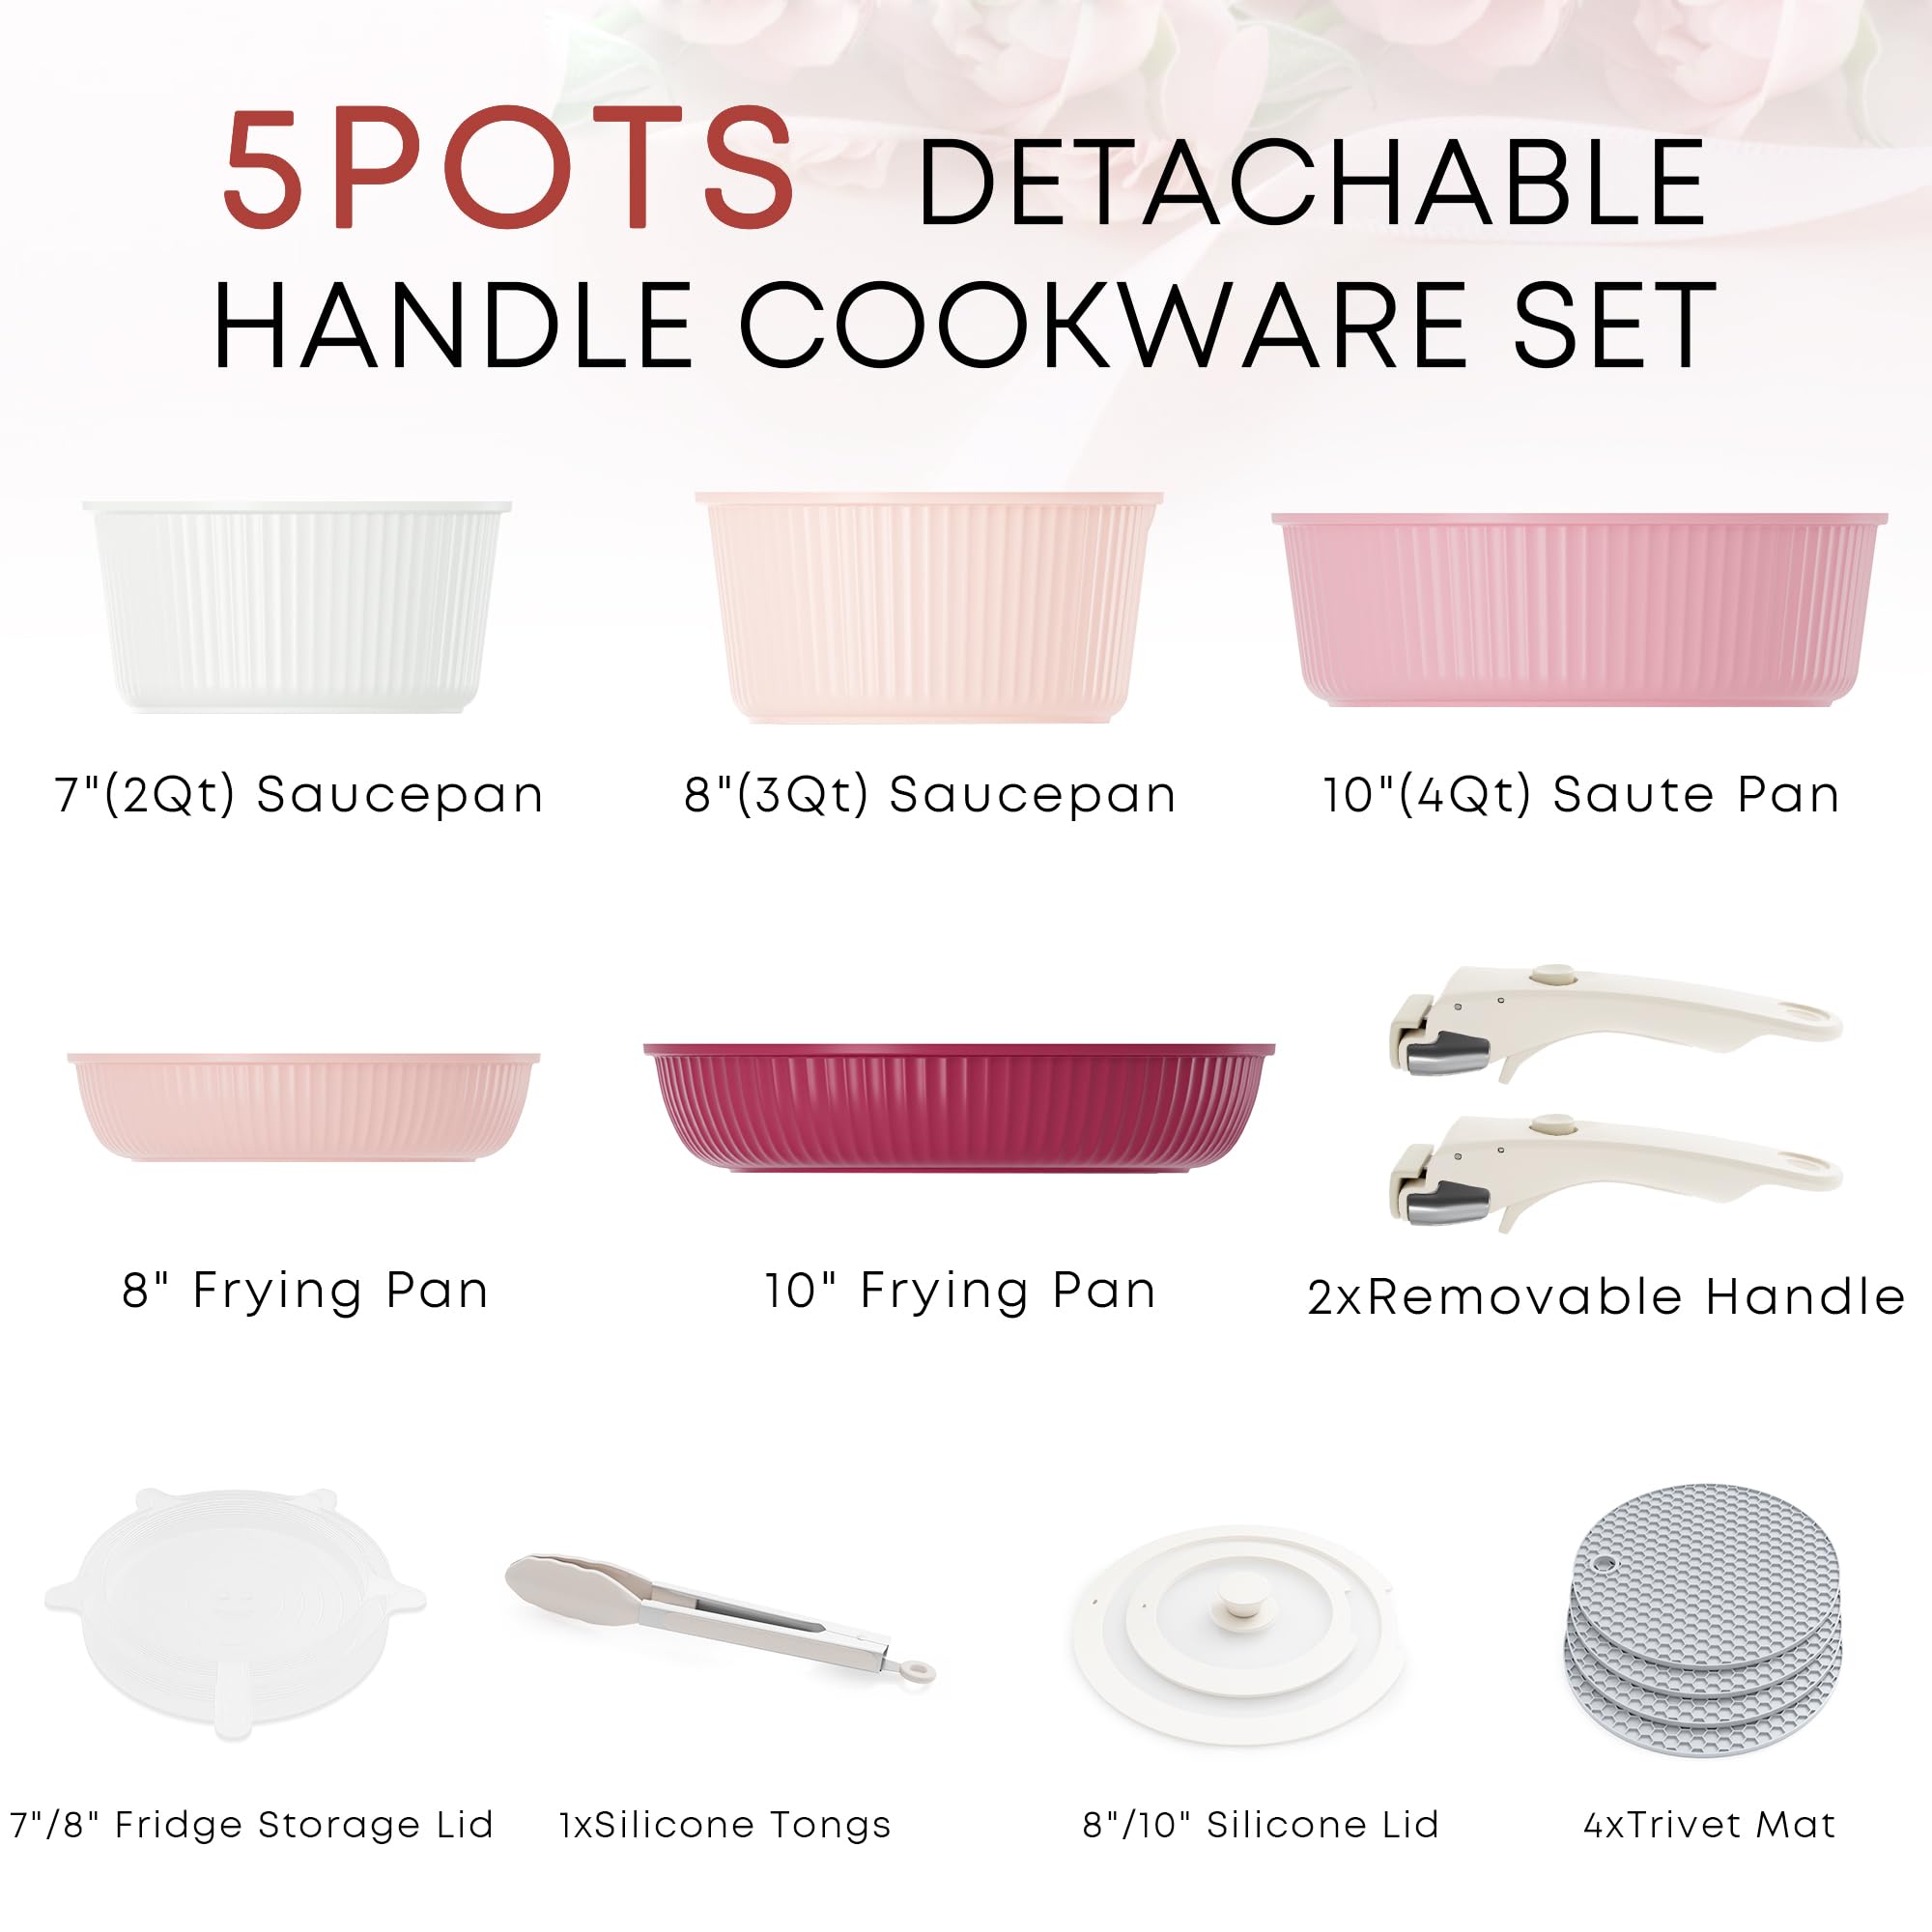 5POTS DETACHABLE
HANDLE COOKWARE SET
7"(2Qt) Saucepan
8"(3Qt) Saucepan
10"(4Qt) Saute Pan
8" Frying Pan
10" Frying Pan
2xRemovable Handle
7"/8" Fridge Storage Lid
1xSilicone Tongs
8"/10" Silicone Lid
4xTrivet Mat